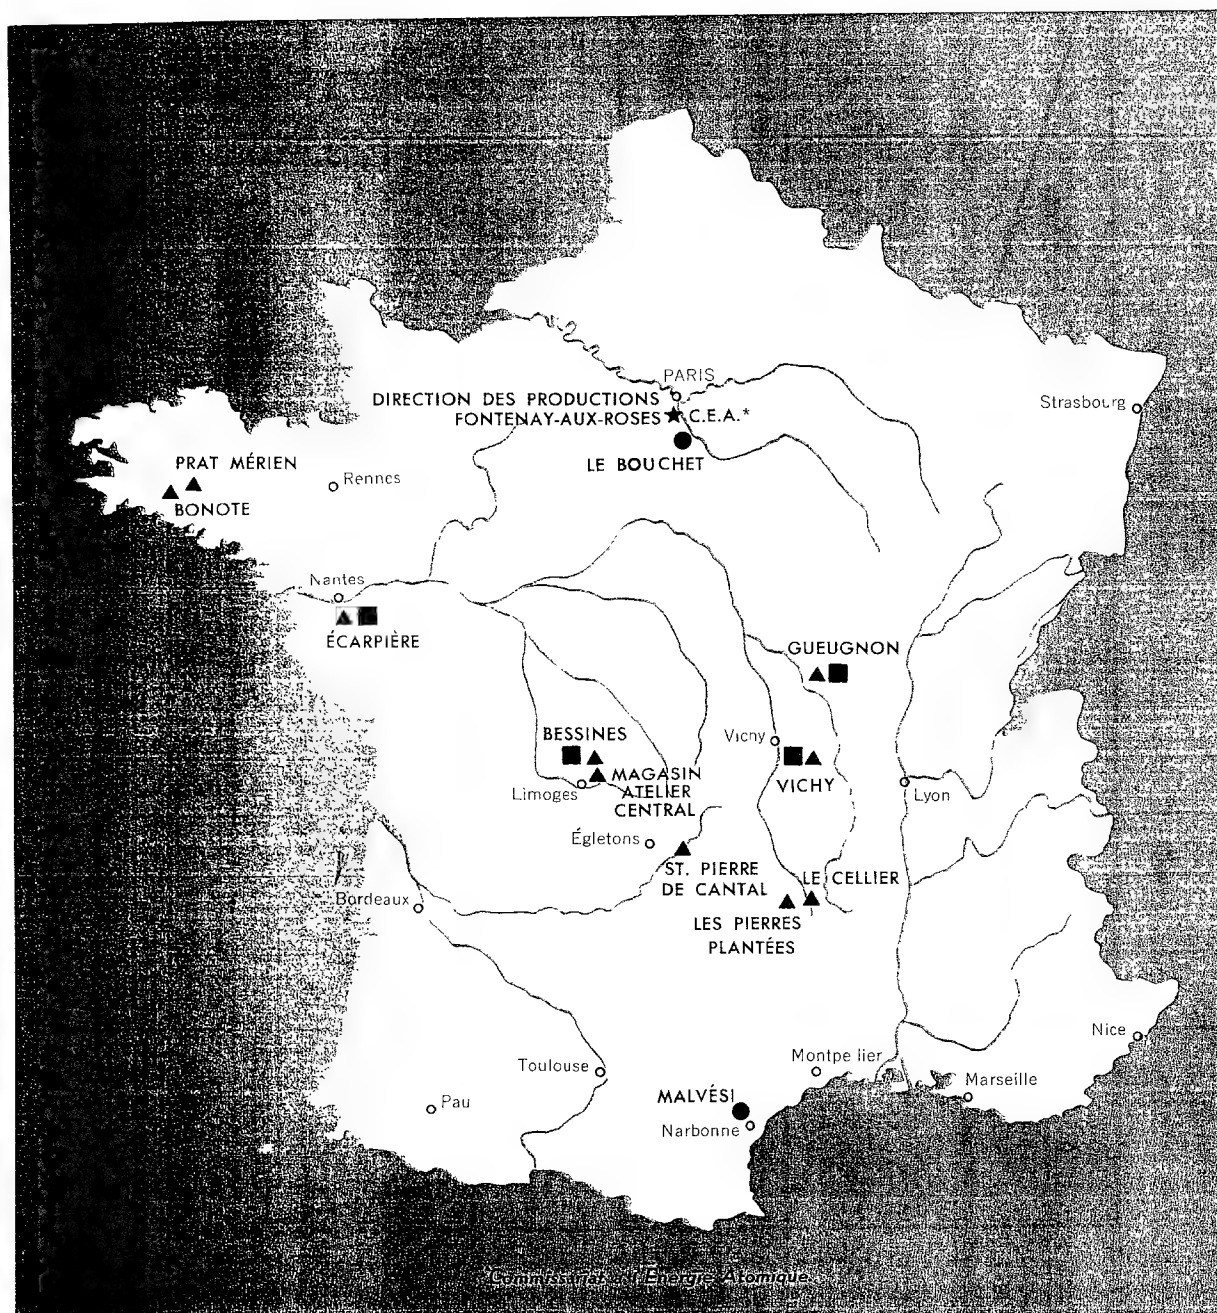 PARIS
DIRECTION DES PRODUCTIONS
FONTENAY-AUX-ROSES ★ C.E.A.*
Strasbourg
LE BOUCHET
PRAT MÉRIEN
Rennes
BONOTE
Nantes
ÉCARPIÈRE
GUEUGNON
BESSINES
Vichy
MAGASIN
ATELIER
CENTRAL
Limoges
VICHY
Lyon
Égletons
ST. PIERRE
DE CANTAL
LE CELLIER
Bordeaux
LES PIERRES
PLANTÉES
Nice
Toulouse
Montpellier
Marseille
MALVÉSI
Pau
Narbonne
Commissariat à l'Énergie Atomique